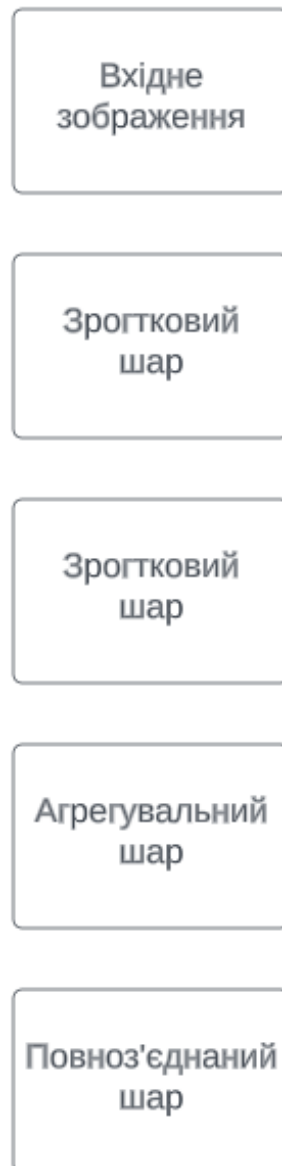 Вхідне
зображення
Зрогтковий
шар
Зрогтковий
шар
Агрегувальний
шар
Повноз'єднаний
шар